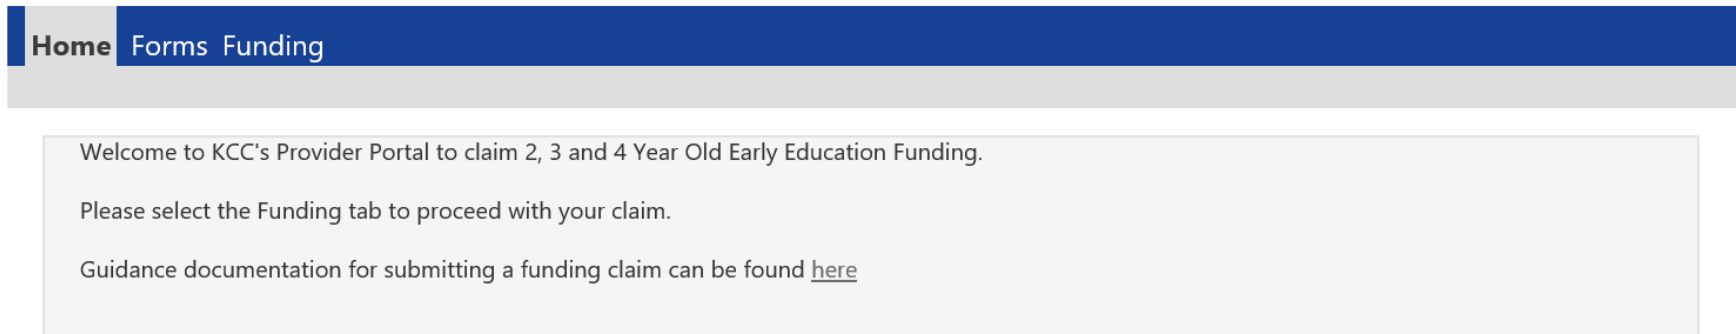 Home Forms Funding
Welcome to KCC's Provider Portal to claim 2, 3 and 4 Year Old Early Education Funding.
Please select the Funding tab to proceed with your claim.
Guidance documentation for submitting a funding claim can be found here